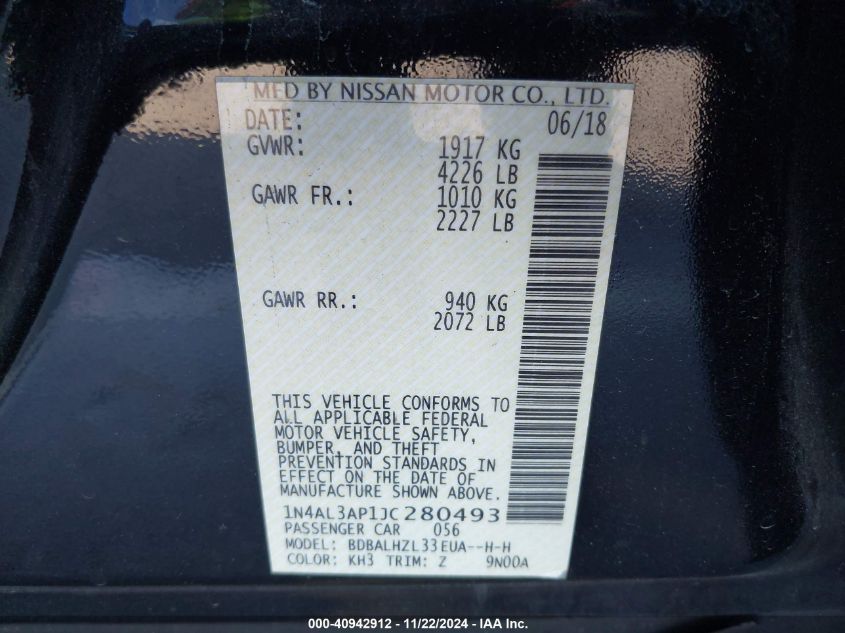 MFD BY NISSAN MOTOR CO., LTD.
DATE: 06/18
GVWR: 1917 KG
4226 LB
GAWR FR.: 1010 KG
2227 LB
GAWR RR.: 940 KG
2072 LB
THIS VEHICLE CONFORMS TO
ALL APPLICABLE FEDERAL
MOTOR VEHICLE SAFETY,
BUMPER, AND THEFT
PREVENTION STANDARDS IN
EFFECT ON THE DATE OF
MANUFACTURE SHOWN ABOVE.
1N4AL3AP1JC280493
PASSENGER CAR 056
MODEL: BDBALHZL33EUA--H-H
COLOR: KH3 TRIM: Z 9N00A
000-40942912 - 11/22/2024 - IAA Inc.